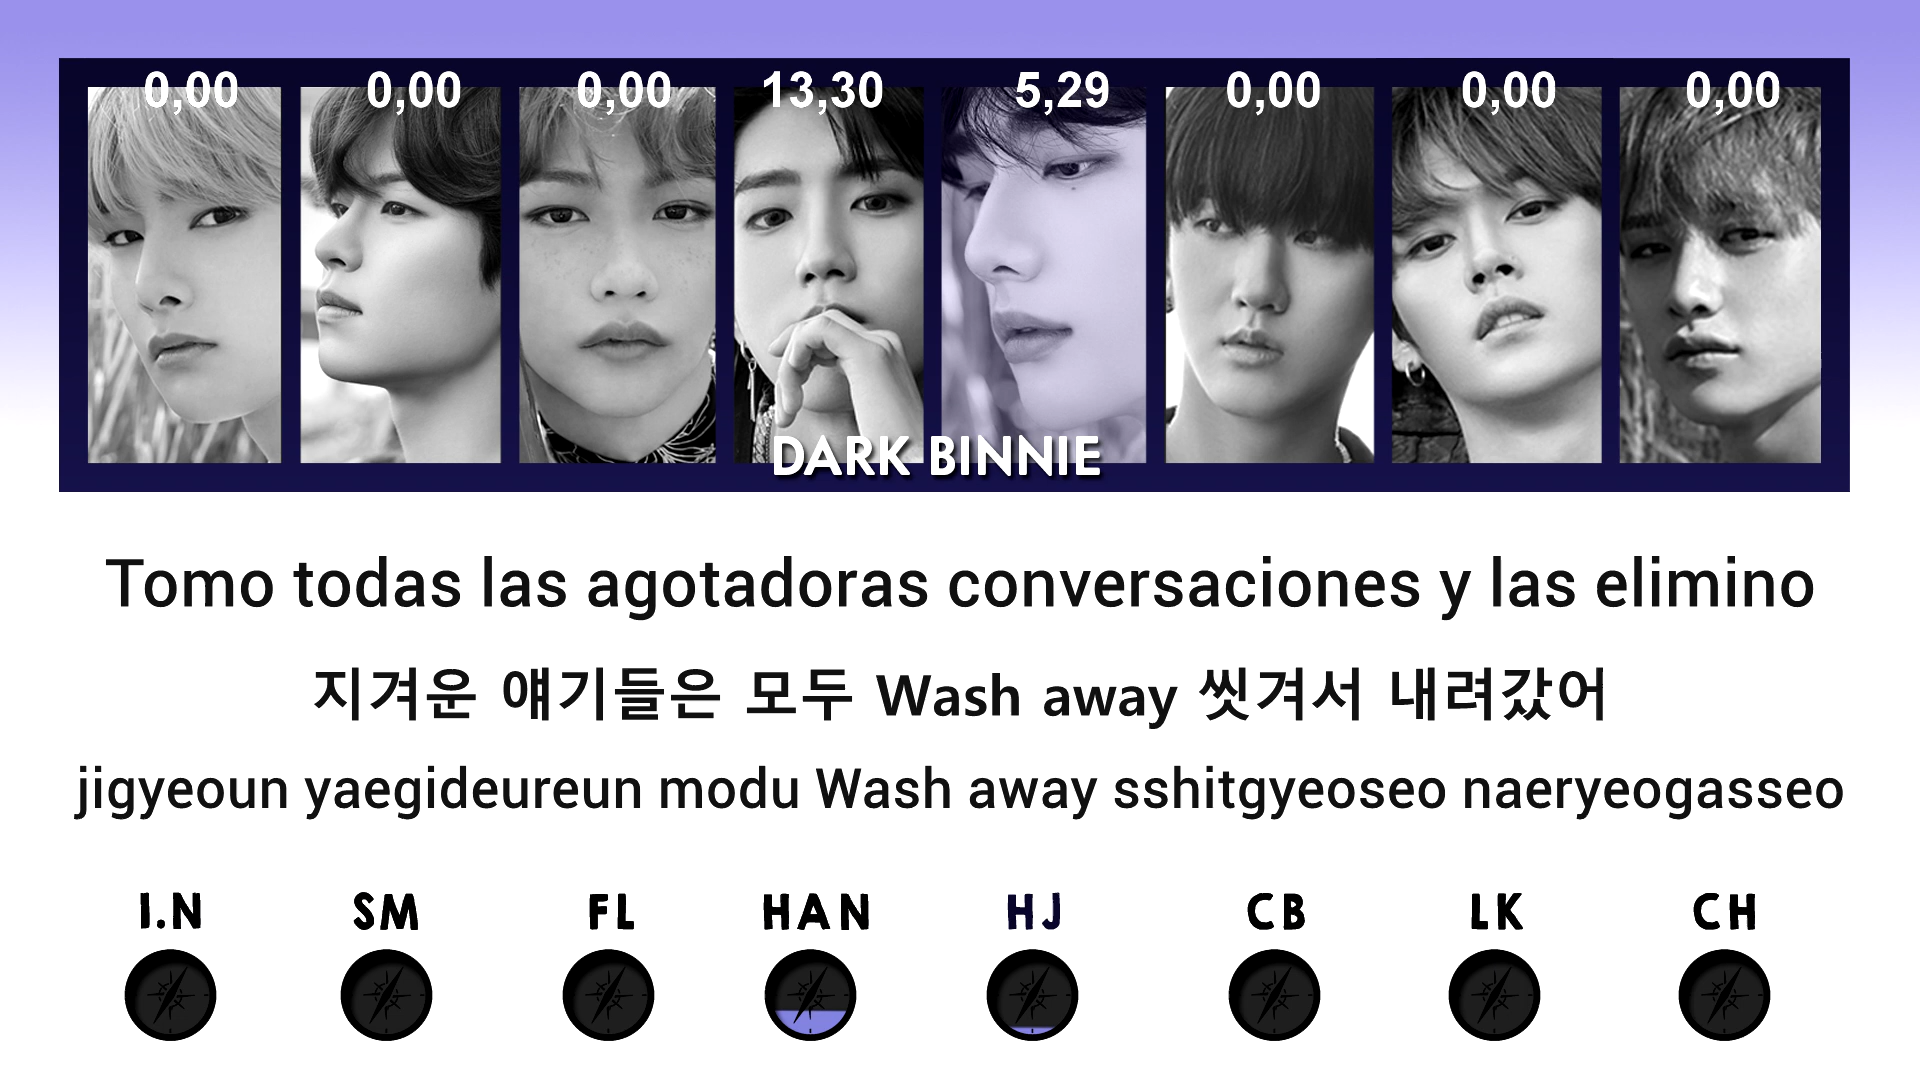 0,00 0,00 0,00 13,30 5,29 0,00 0,00 0,00
DARK BINNIE
Tomo todas las agotadoras conversaciones y las elimino
지겨운 얘기들은 모두 Wash away 씻겨서 내려갔어
jigyeoun yaegideureun modu Wash away sshitgyeoseo naeryeogasseo
I.N SM FL HAN HJ CB LK CH